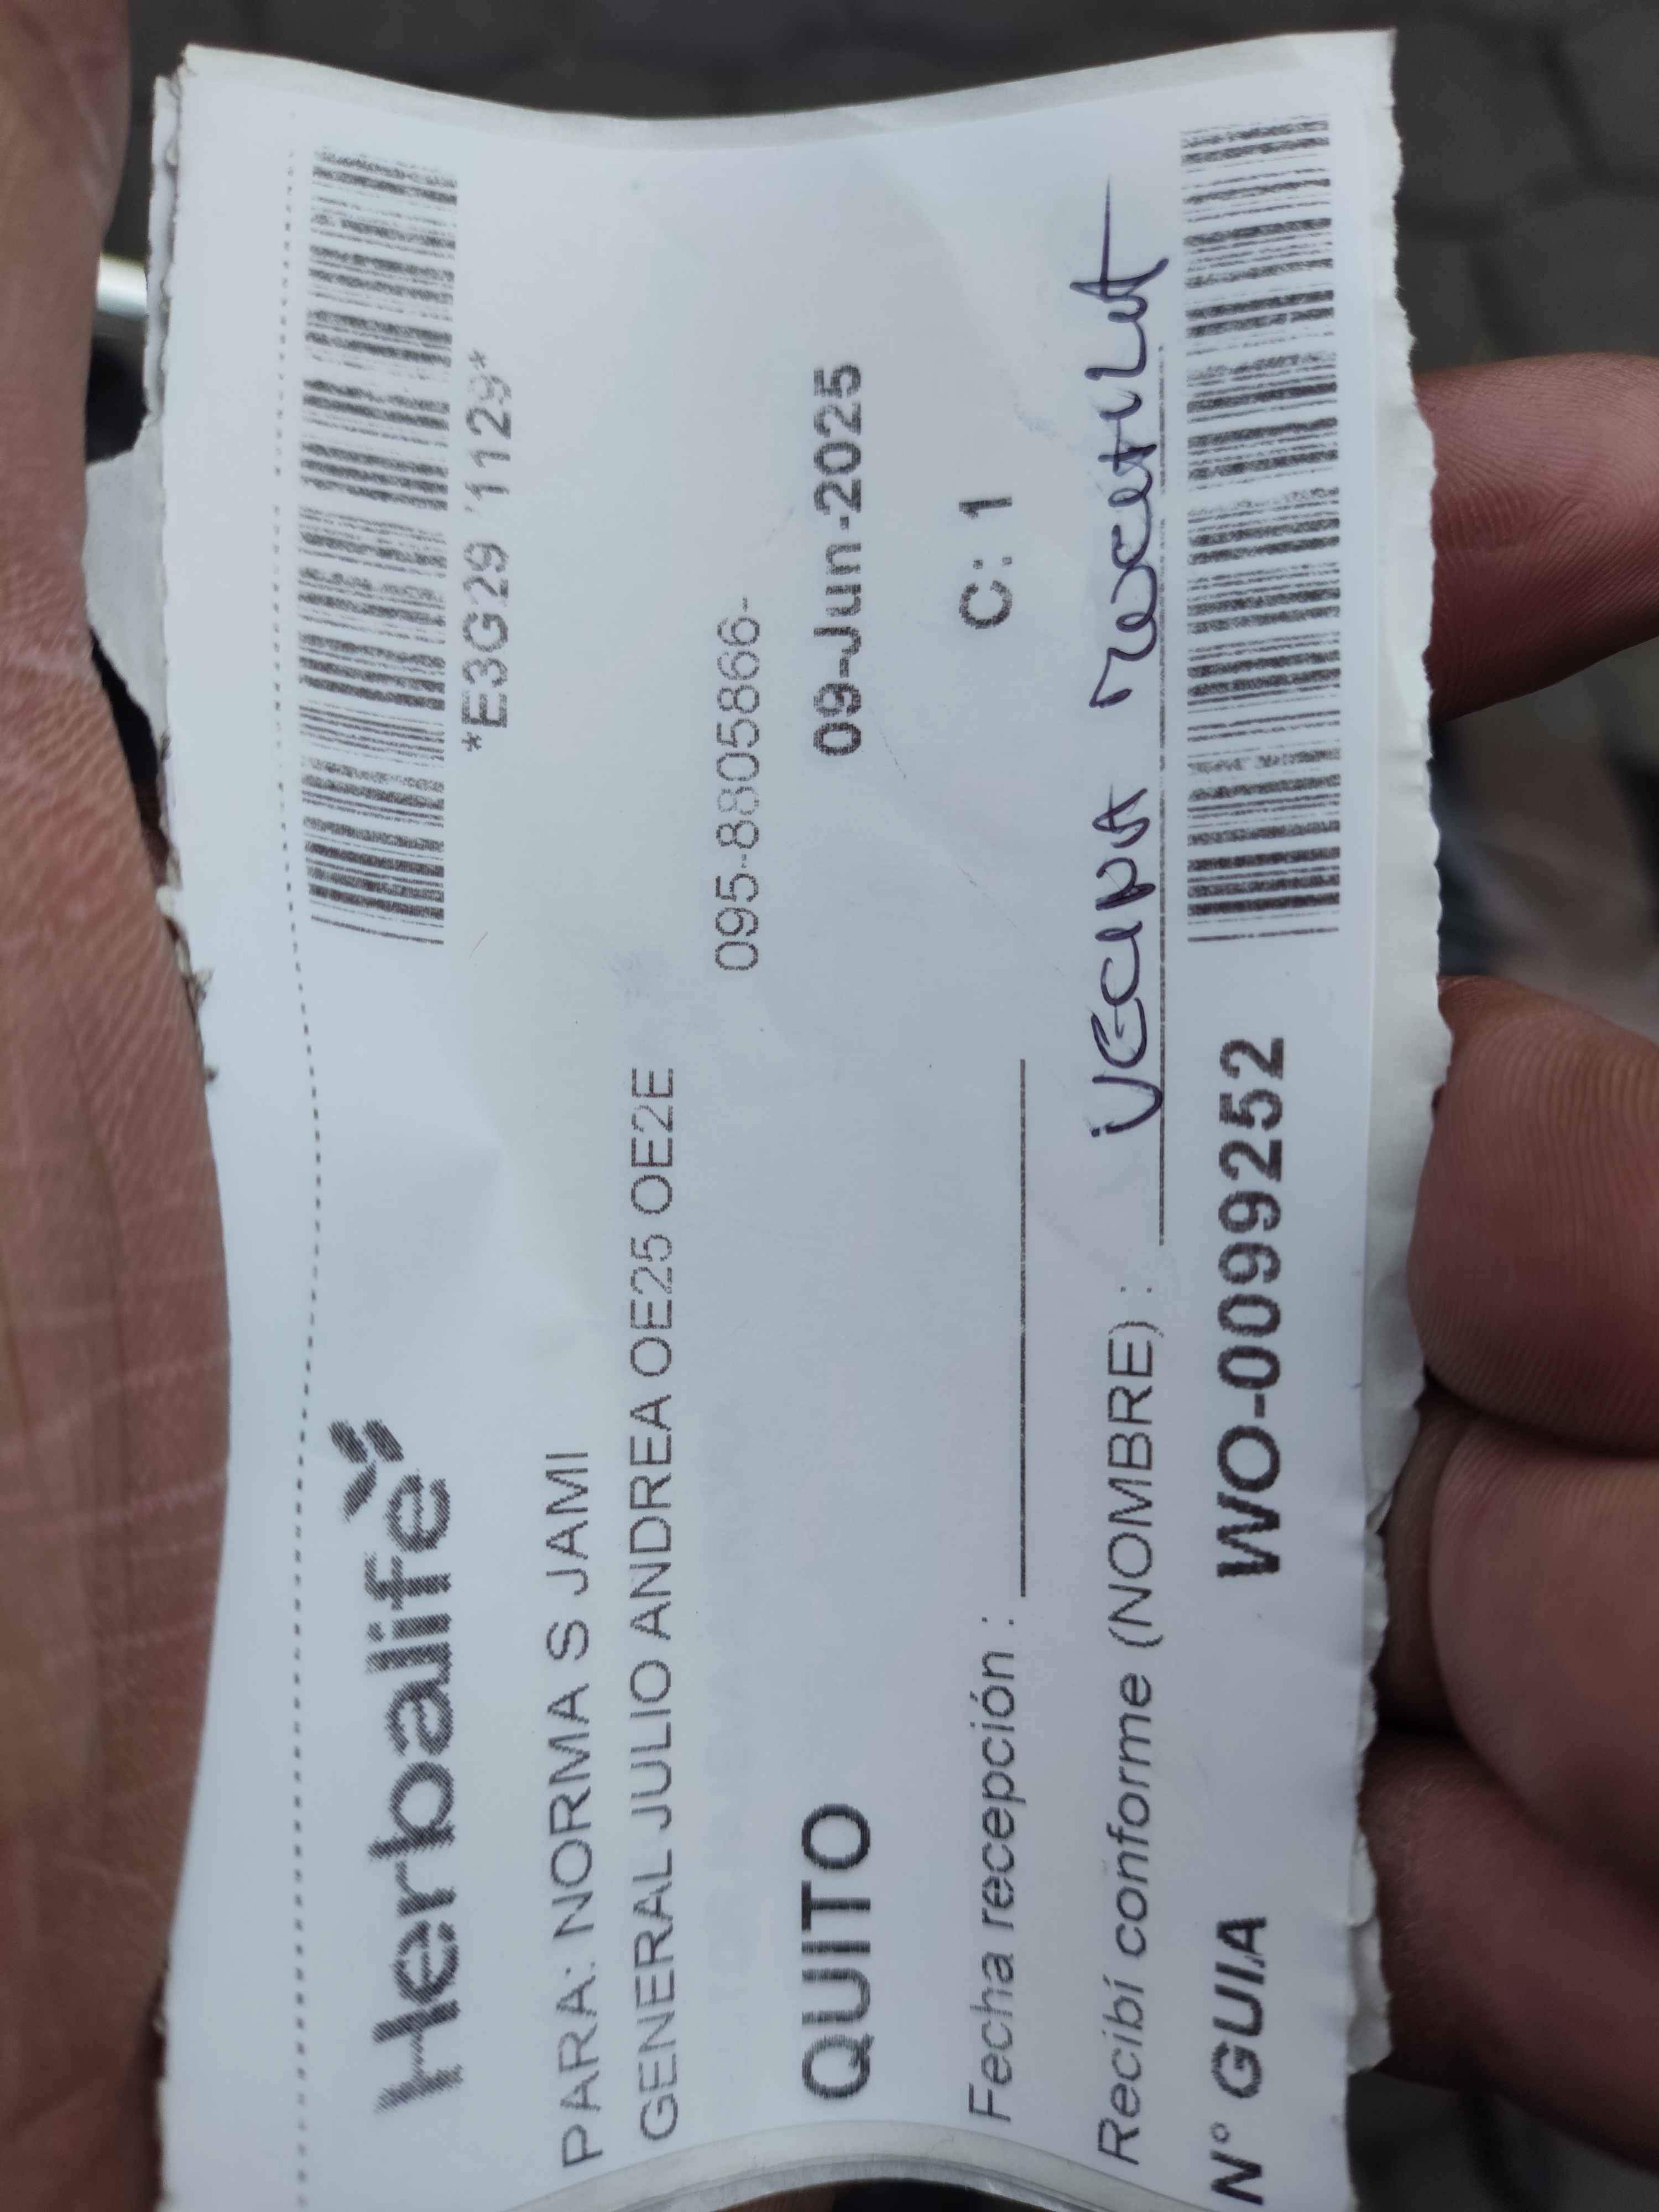 Herbalife
*E3G29 1129*
PARA: NORMA S JAMI
GENERAL JULIO ANDREA OE25 OE2E
095-8805866-
QUITO 09-Jun-2025
Fecha recepción : C: 1
Recibí conforme (NOMBRE) :
N° GUIA WO-0099252